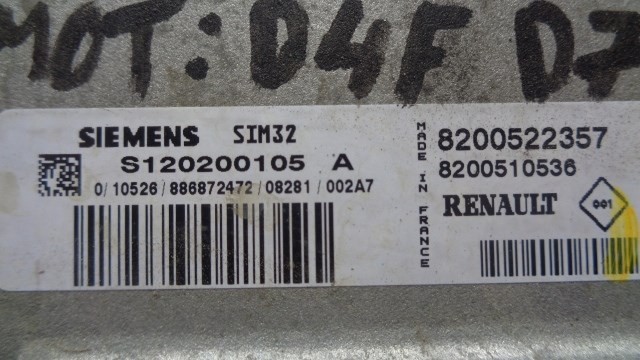 MOT: D4F D7
SIEMENS SIM32
S120200105 A
0/10526/886872472/08281/002A7
MADE IN FRANCE
8200522357
8200510536
RENAULT
001